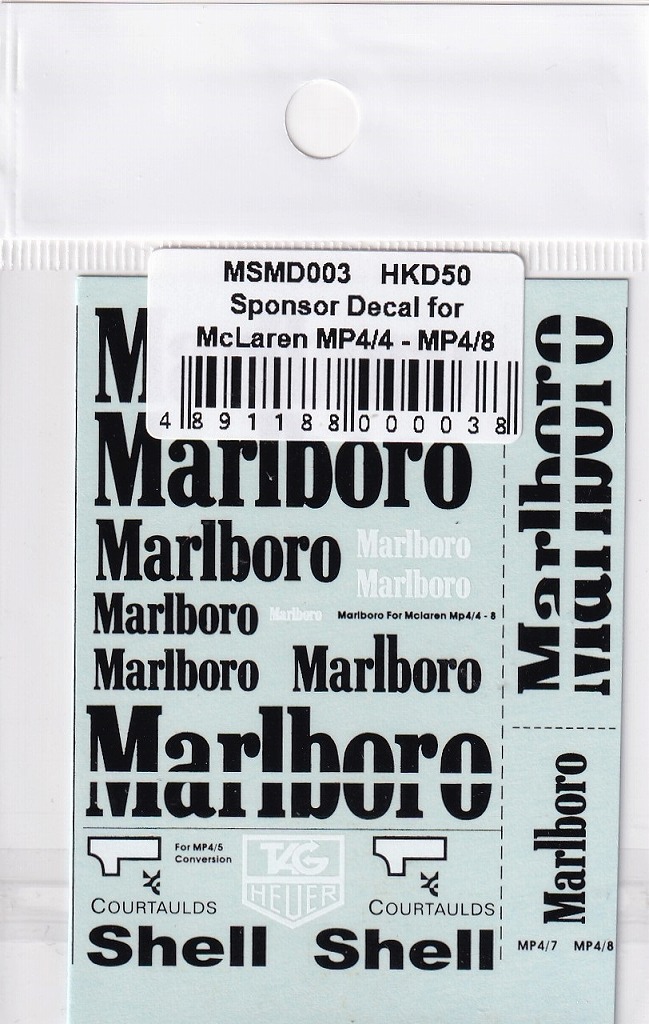 MSMD003 HKD50
Sponsor Decal for
McLaren MP4/4 - MP4/8
4 891188 000038
M
Marlboro
Marlboro
Marlboro
Marlboro
Marlboro
Marlboro
Marlboro For Mclaren Mp4/4 - 8
Marlboro
Marlboro
Marlboro
Marlboro
Marlboro
Marlboro
For MP4/5
Conversion
TAG
HEUER
COURTAULDS
COURTAULDS
Shell
Shell
Marlboro
MP4/7 MP4/8